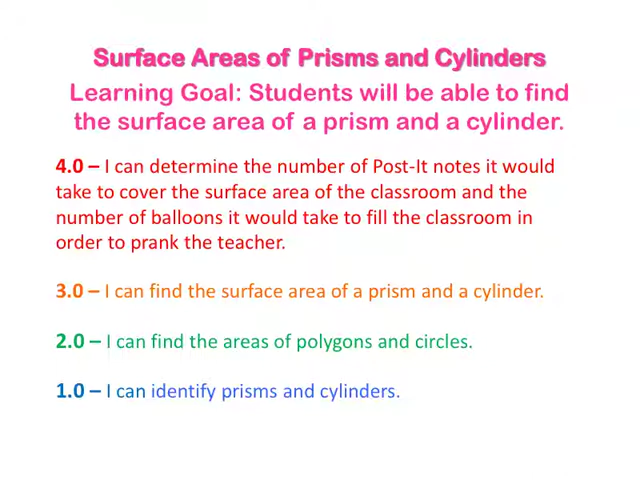 Surface Areas of Prisms and Cylinders
Learning Goal: Students will be able to find
the surface area of a prism and a cylinder.
4.0 – I can determine the number of Post-It notes it would
take to cover the surface area of the classroom and the
number of balloons it would take to fill the classroom in
order to prank the teacher.
3.0 – I can find the surface area of a prism and a cylinder.
2.0 – I can find the areas of polygons and circles.
1.0 – I can identify prisms and cylinders.